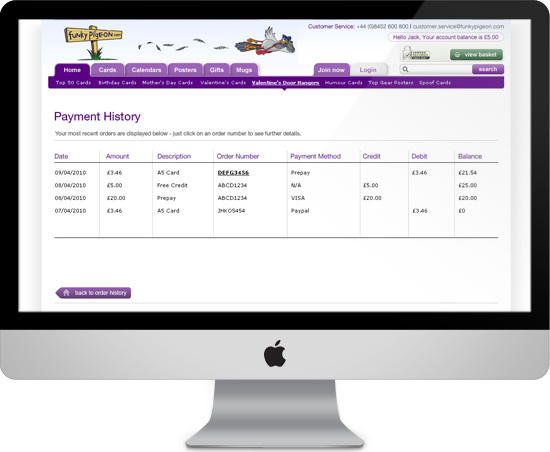 Customer Service: +44 (0)8452 600 800 | customer.service@funkypigeon.com
funky pigeon.com
Hello Jack, Your account balance is £5.00
view basket
Home Cards Calendars Posters Gifts Mugs Join now Login search
Top 50 Cards Birthday Cards Mother's Day Cards Valentine's Cards Valentine's Door Hangers Humour Cards Top Gear Posters Spoof Cards
Payment History
Your most recent orders are displayed below - just click on an order number to see further details.
Date Amount Description Order Number Payment Method Credit Debit Balance
09/04/2010 £3.46 A5 Card DEFG3456 Prepay £3.46 £21.54
08/04/2010 £5.00 Free Credit ABCD1234 N/A £5.00 £25.00
08/04/2010 £20.00 Prepay ABCD1234 VISA £20.00 £20.00
07/04/2010 £3.46 A5 Card JHKO5454 Paypal £3.46 £0
back to order history